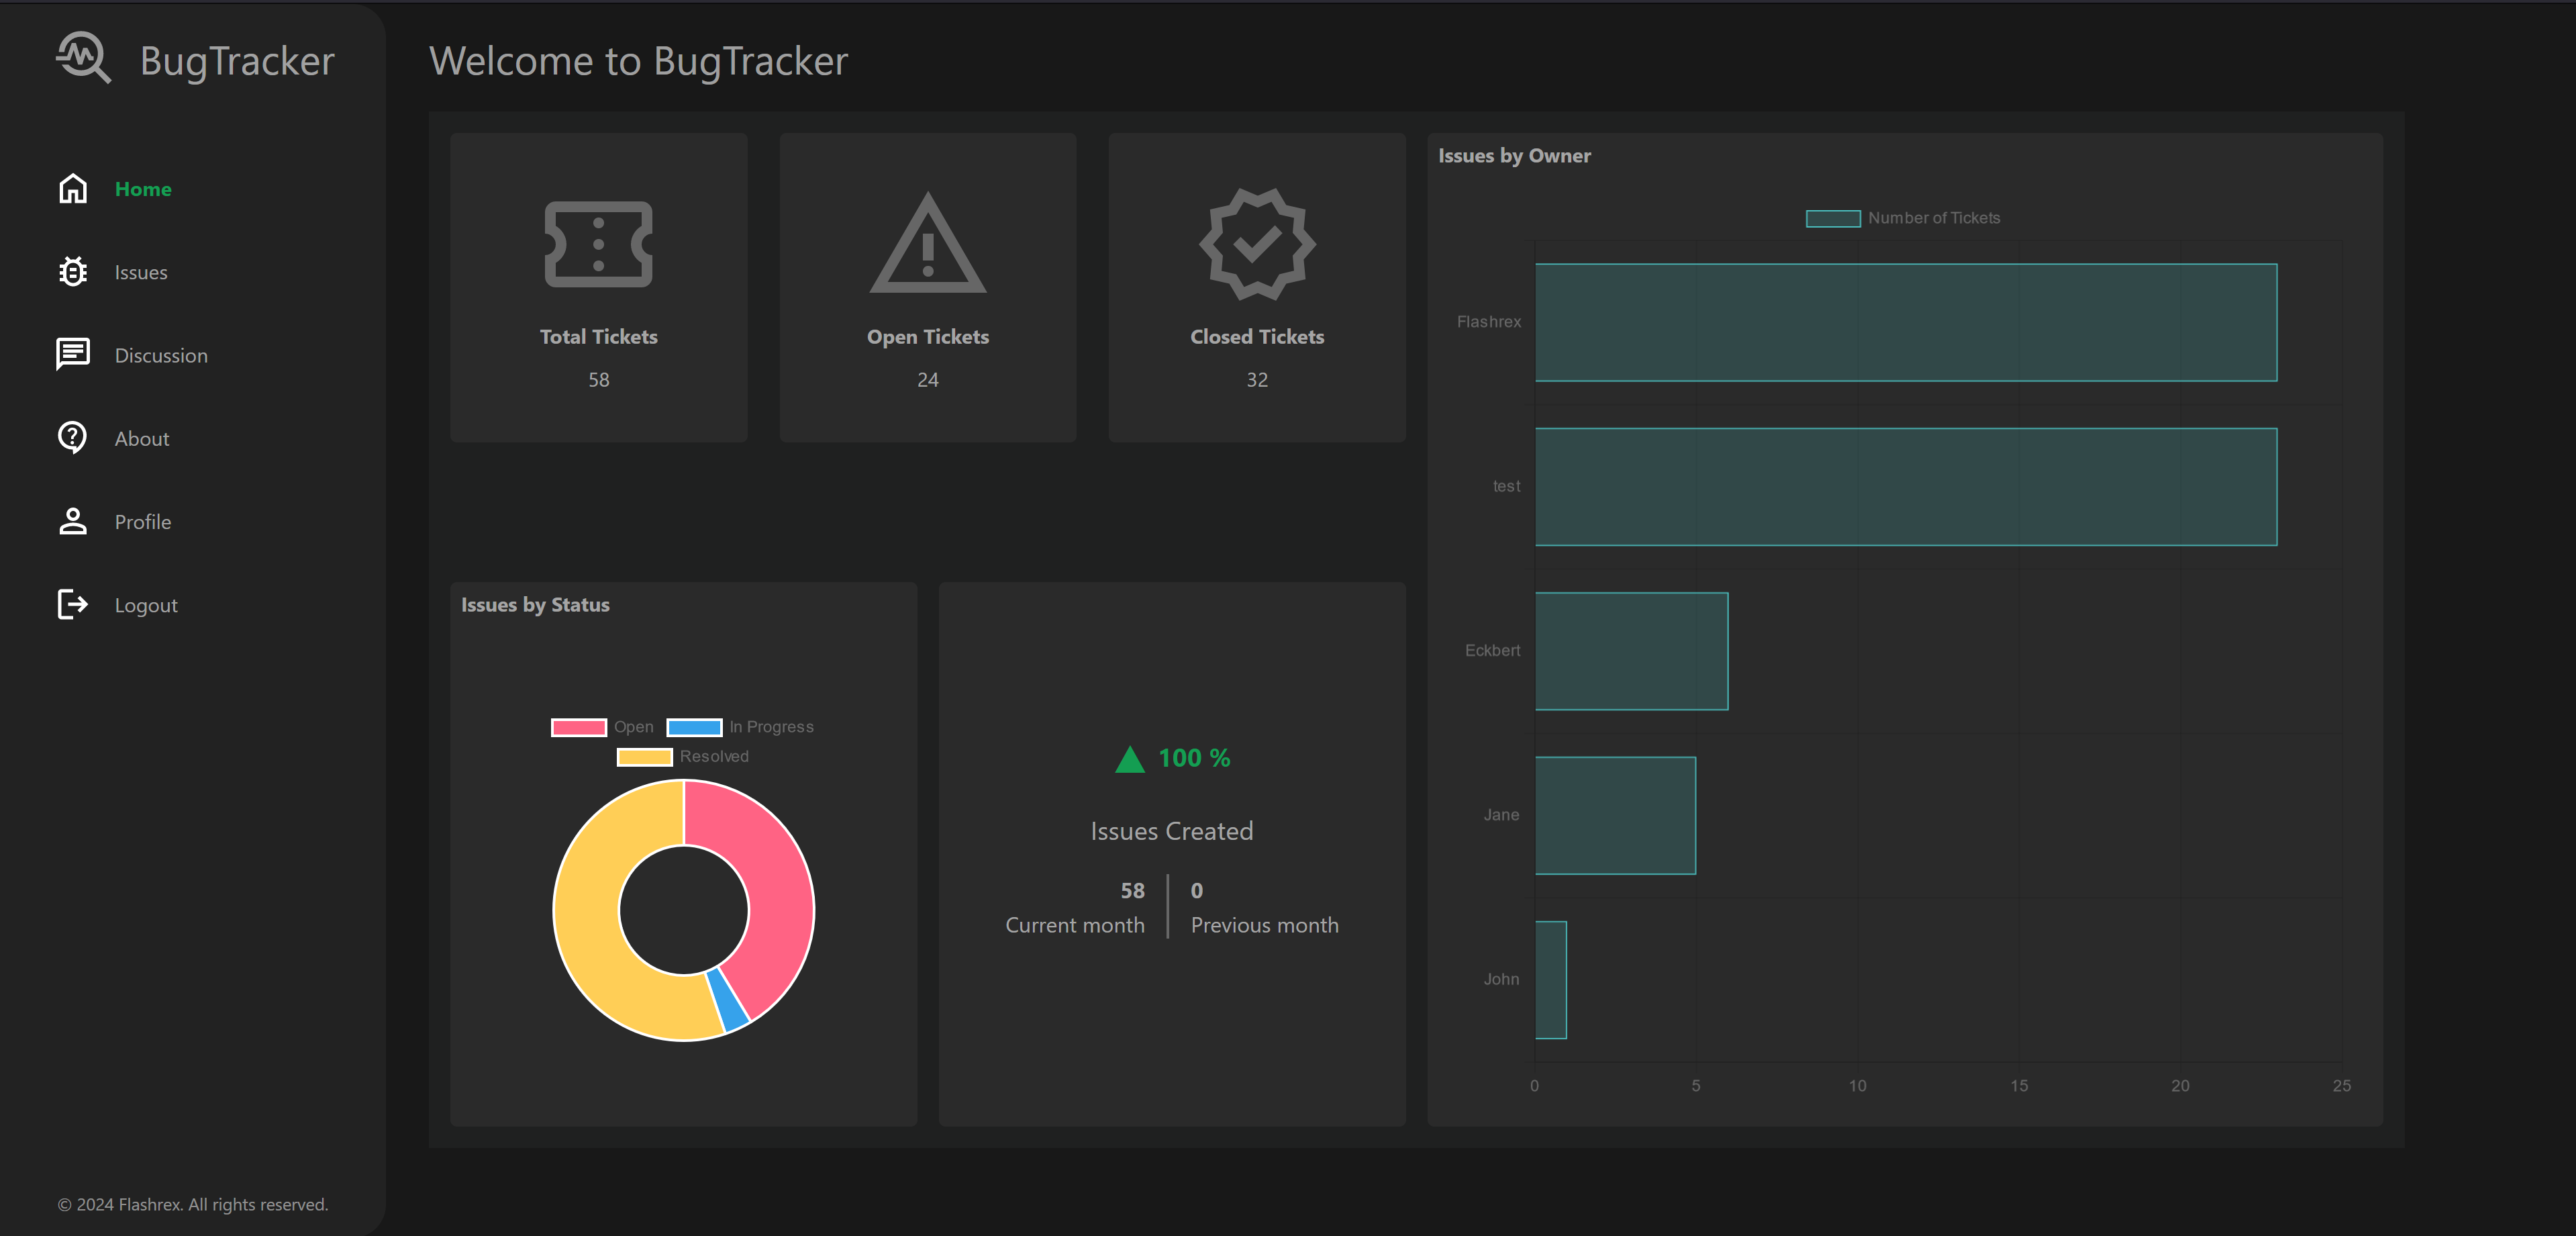 BugTracker
Home
Issues
Discussion
About
Profile
Logout
© 2024 Flashrex. All rights reserved.
Welcome to BugTracker
Total Tickets
58
Open Tickets
24
Closed Tickets
32
Issues by Status
Open In Progress
Resolved
100 %
Issues Created
58 0
Current month Previous month
Issues by Owner
Number of Tickets
Flashrex
test
Eckbert
Jane
John
0 5 10 15 20 25